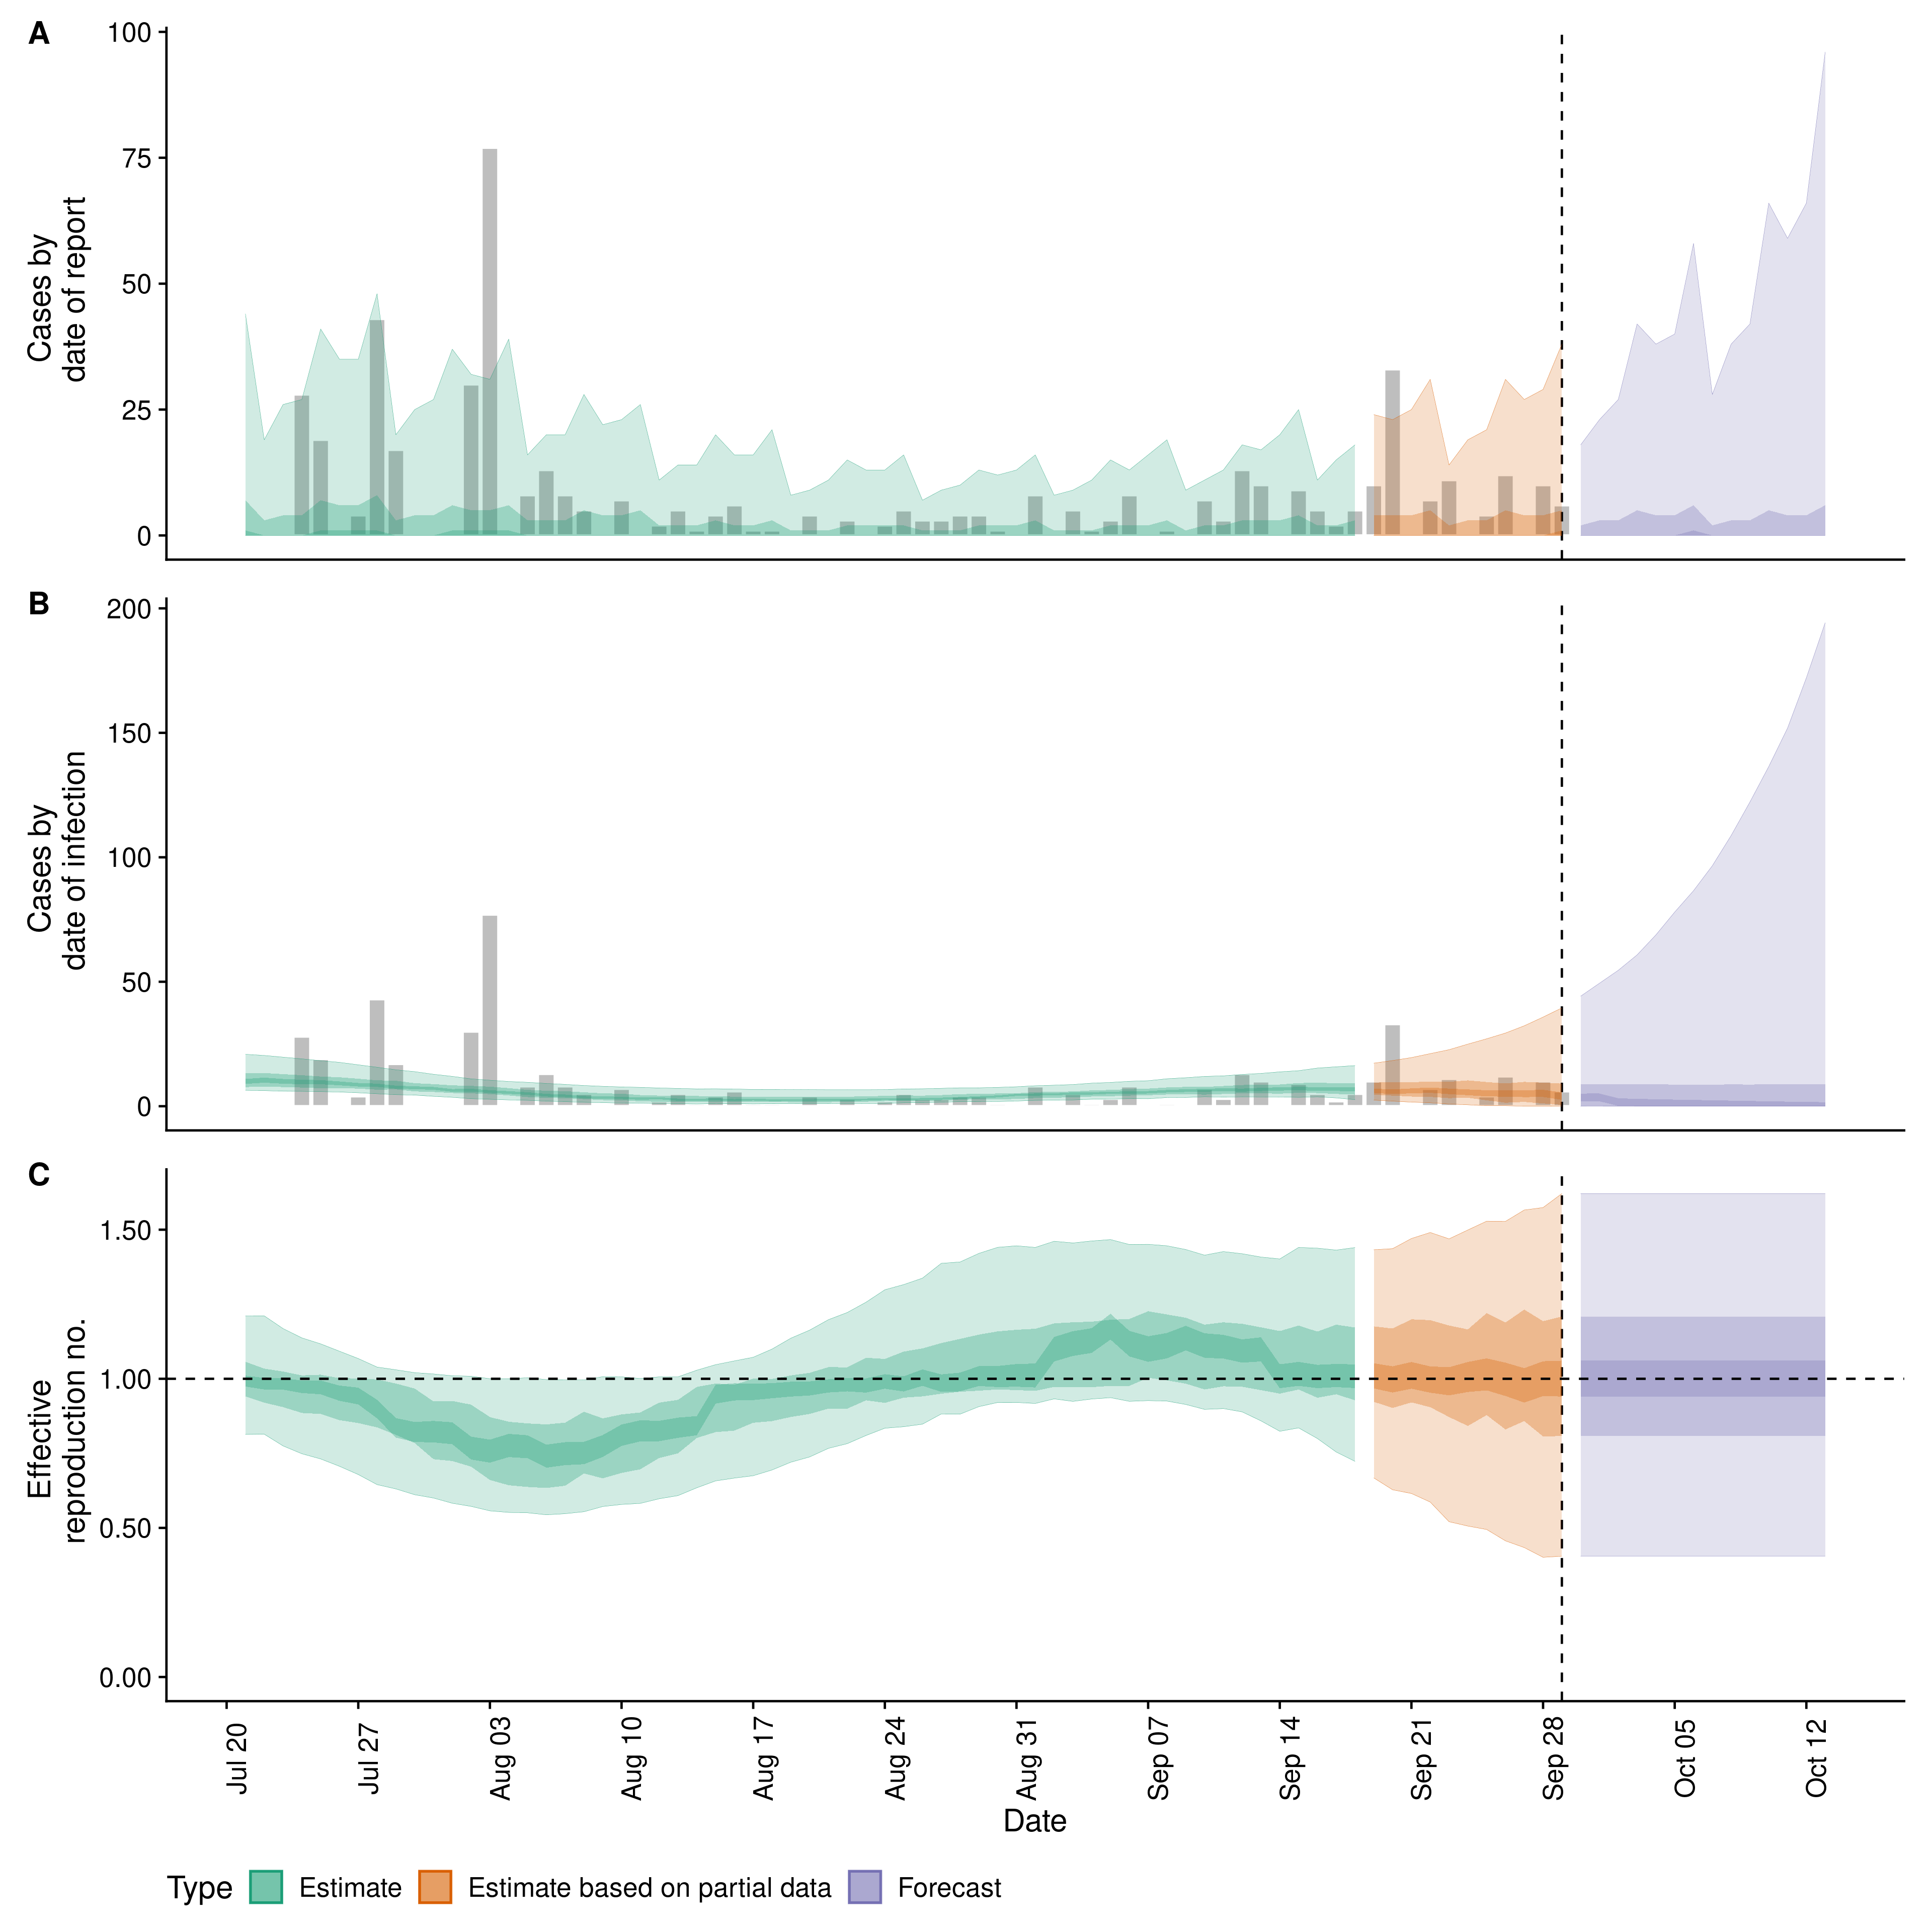 A
Cases by
date of report
100
75
50
25
0
B
Cases by
date of infection
200
150
100
50
0
C
Effective
reproduction no.
1.50
1.00
0.50
0.00
Jul 20
Jul 27
Aug 03
Aug 10
Aug 17
Aug 24
Aug 31
Sep 07
Sep 14
Sep 21
Sep 28
Oct 05
Oct 12
Date
Type Estimate Estimate based on partial data Forecast